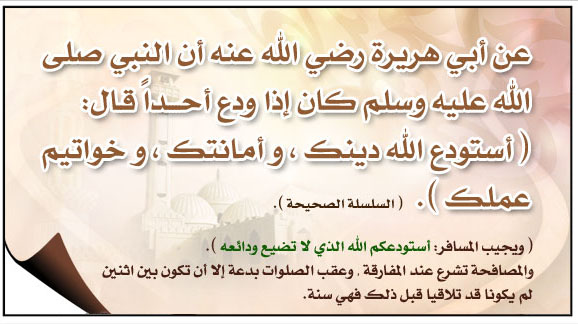 عن أبي هريرة رضي الله عنه أن النبي صلى
الله عليه وسلم كان إذا ودع أحداً قال:
( أستودع الله دينك ، و أمانتك ، و خواتيم
عملك ). ( السلسلة الصحيحة ).
( ويجيب المسافر: أستودعكم الله الذي لا تضيع ودائعه ).
والمصافحة تشرع عند المفارقة , وعقب الصلوات بدعة إلا أن تكون بين اثنين
لم يكونا قد تلاقيا قبل ذلك فهي سنة.